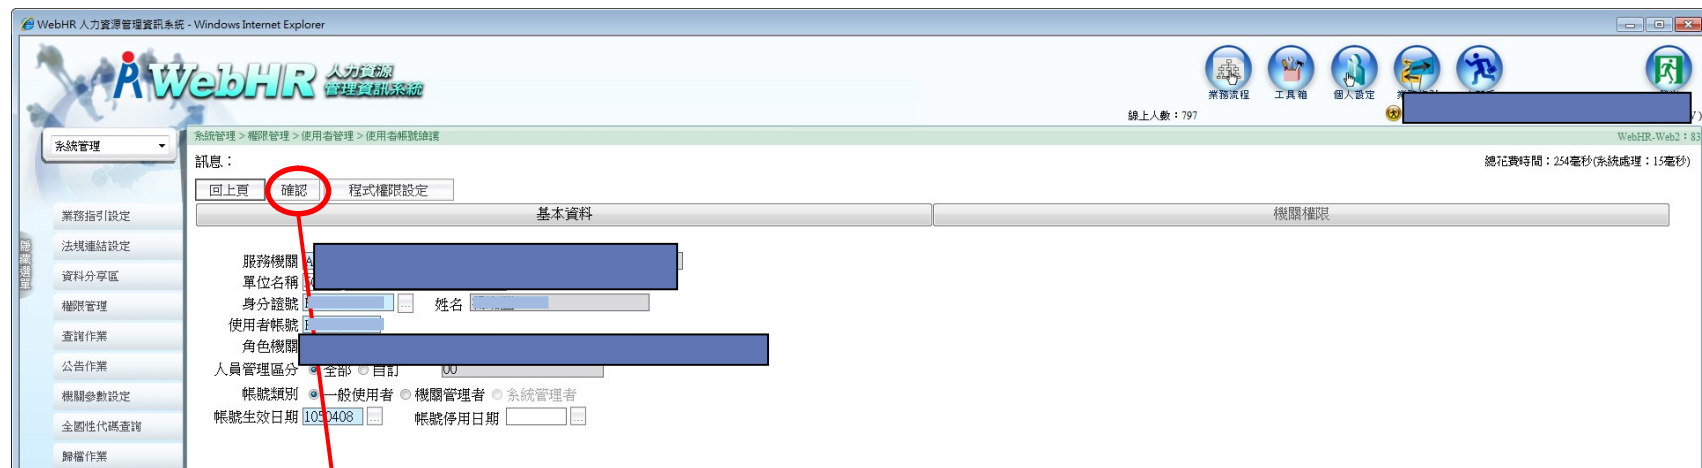 WebHR 人力資源管理資訊系統 - Windows Internet Explorer
WebHR 人力資源
管理資訊系統
業務流程 工具箱 個人設定
線上人數：797
系統管理
系統管理 > 權限管理 > 使用者管理 > 使用者帳號維護
WebHR-Web2：83
訊息：
總花費時間：254毫秒(系統處理：15毫秒)
回上頁 確認 程式權限設定
基本資料 機關權限
隱藏選單
業務指引設定
法規連結設定
資料分享區
權限管理
查詢作業
公告作業
機關參數設定
全國性代碼查詢
歸檔作業
服務機關
單位名稱
身分證號 ... 姓名
使用者帳號
角色機關
人員管理區分 全部 自訂 00
帳號類別 一般使用者 機關管理者 系統管理者
帳號生效日期 1050408 ... 帳號停用日期 ...